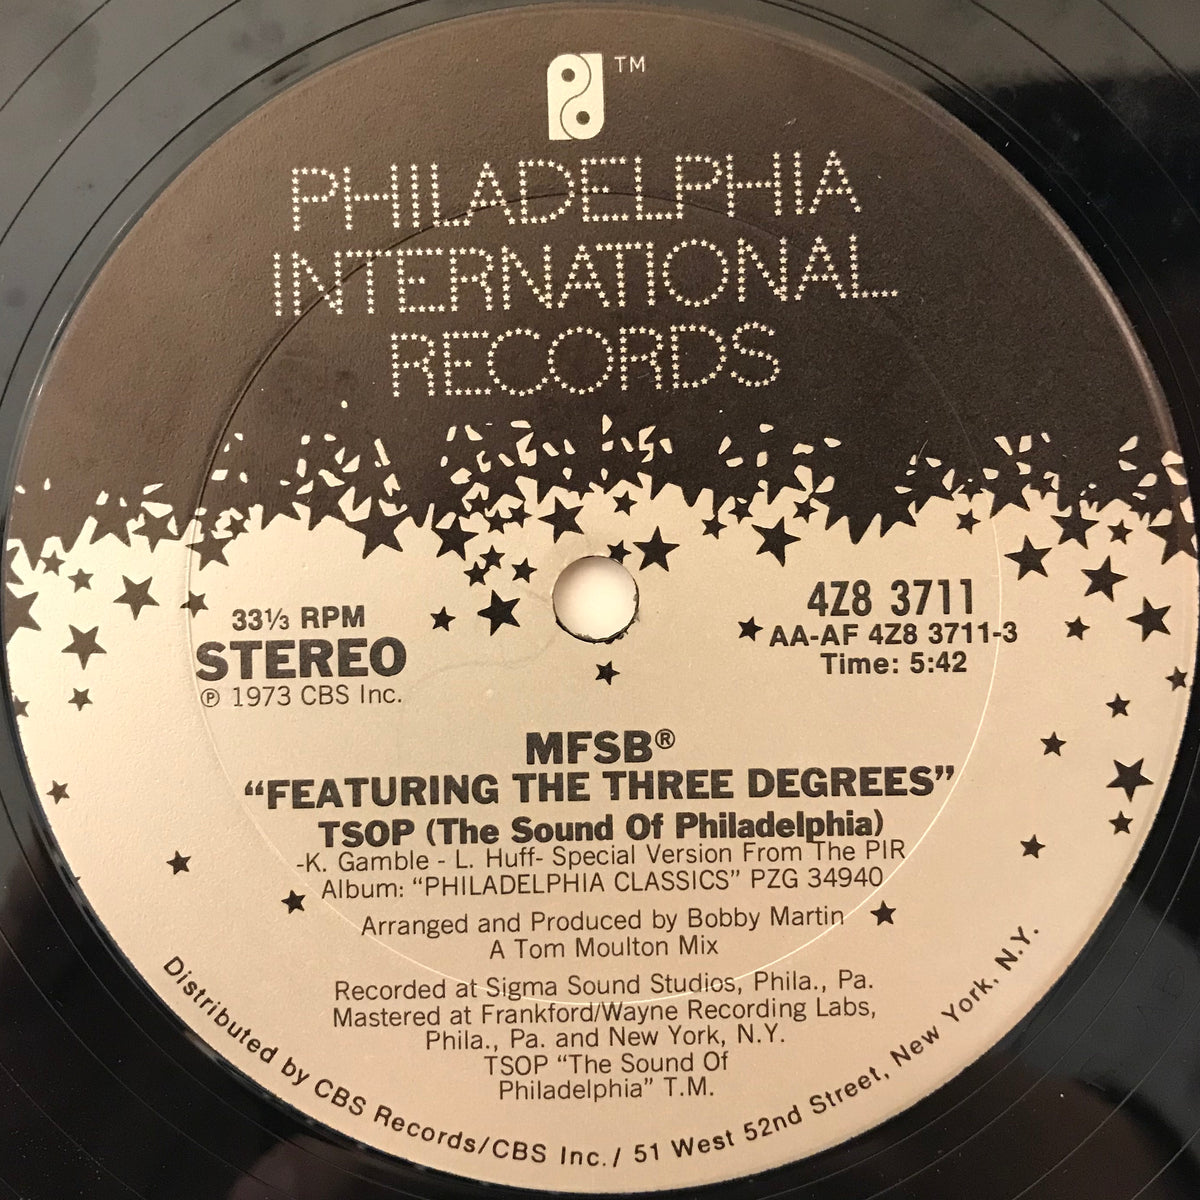 TM
PHILADELPHIA
INTERNATIONAL
RECORDS
33⅓ RPM
STEREO
℗ 1973 CBS Inc.
4Z8 3711
AA-AF 4Z8 3711-3
Time: 5:42
MFSB®
“FEATURING THE THREE DEGREES”
TSOP (The Sound Of Philadelphia)
-K. Gamble - L. Huff- Special Version From The PIR
Album: “PHILADELPHIA CLASSICS” PZG 34940
Arranged and Produced by Bobby Martin
A Tom Moulton Mix
Recorded at Sigma Sound Studios, Phila., Pa.
Mastered at Frankford/Wayne Recording Labs,
Phila., Pa. and New York, N.Y.
TSOP “The Sound Of
Philadelphia” T.M.
Distributed by CBS Records/CBS Inc./ 51 West 52nd Street, New York, N.Y.